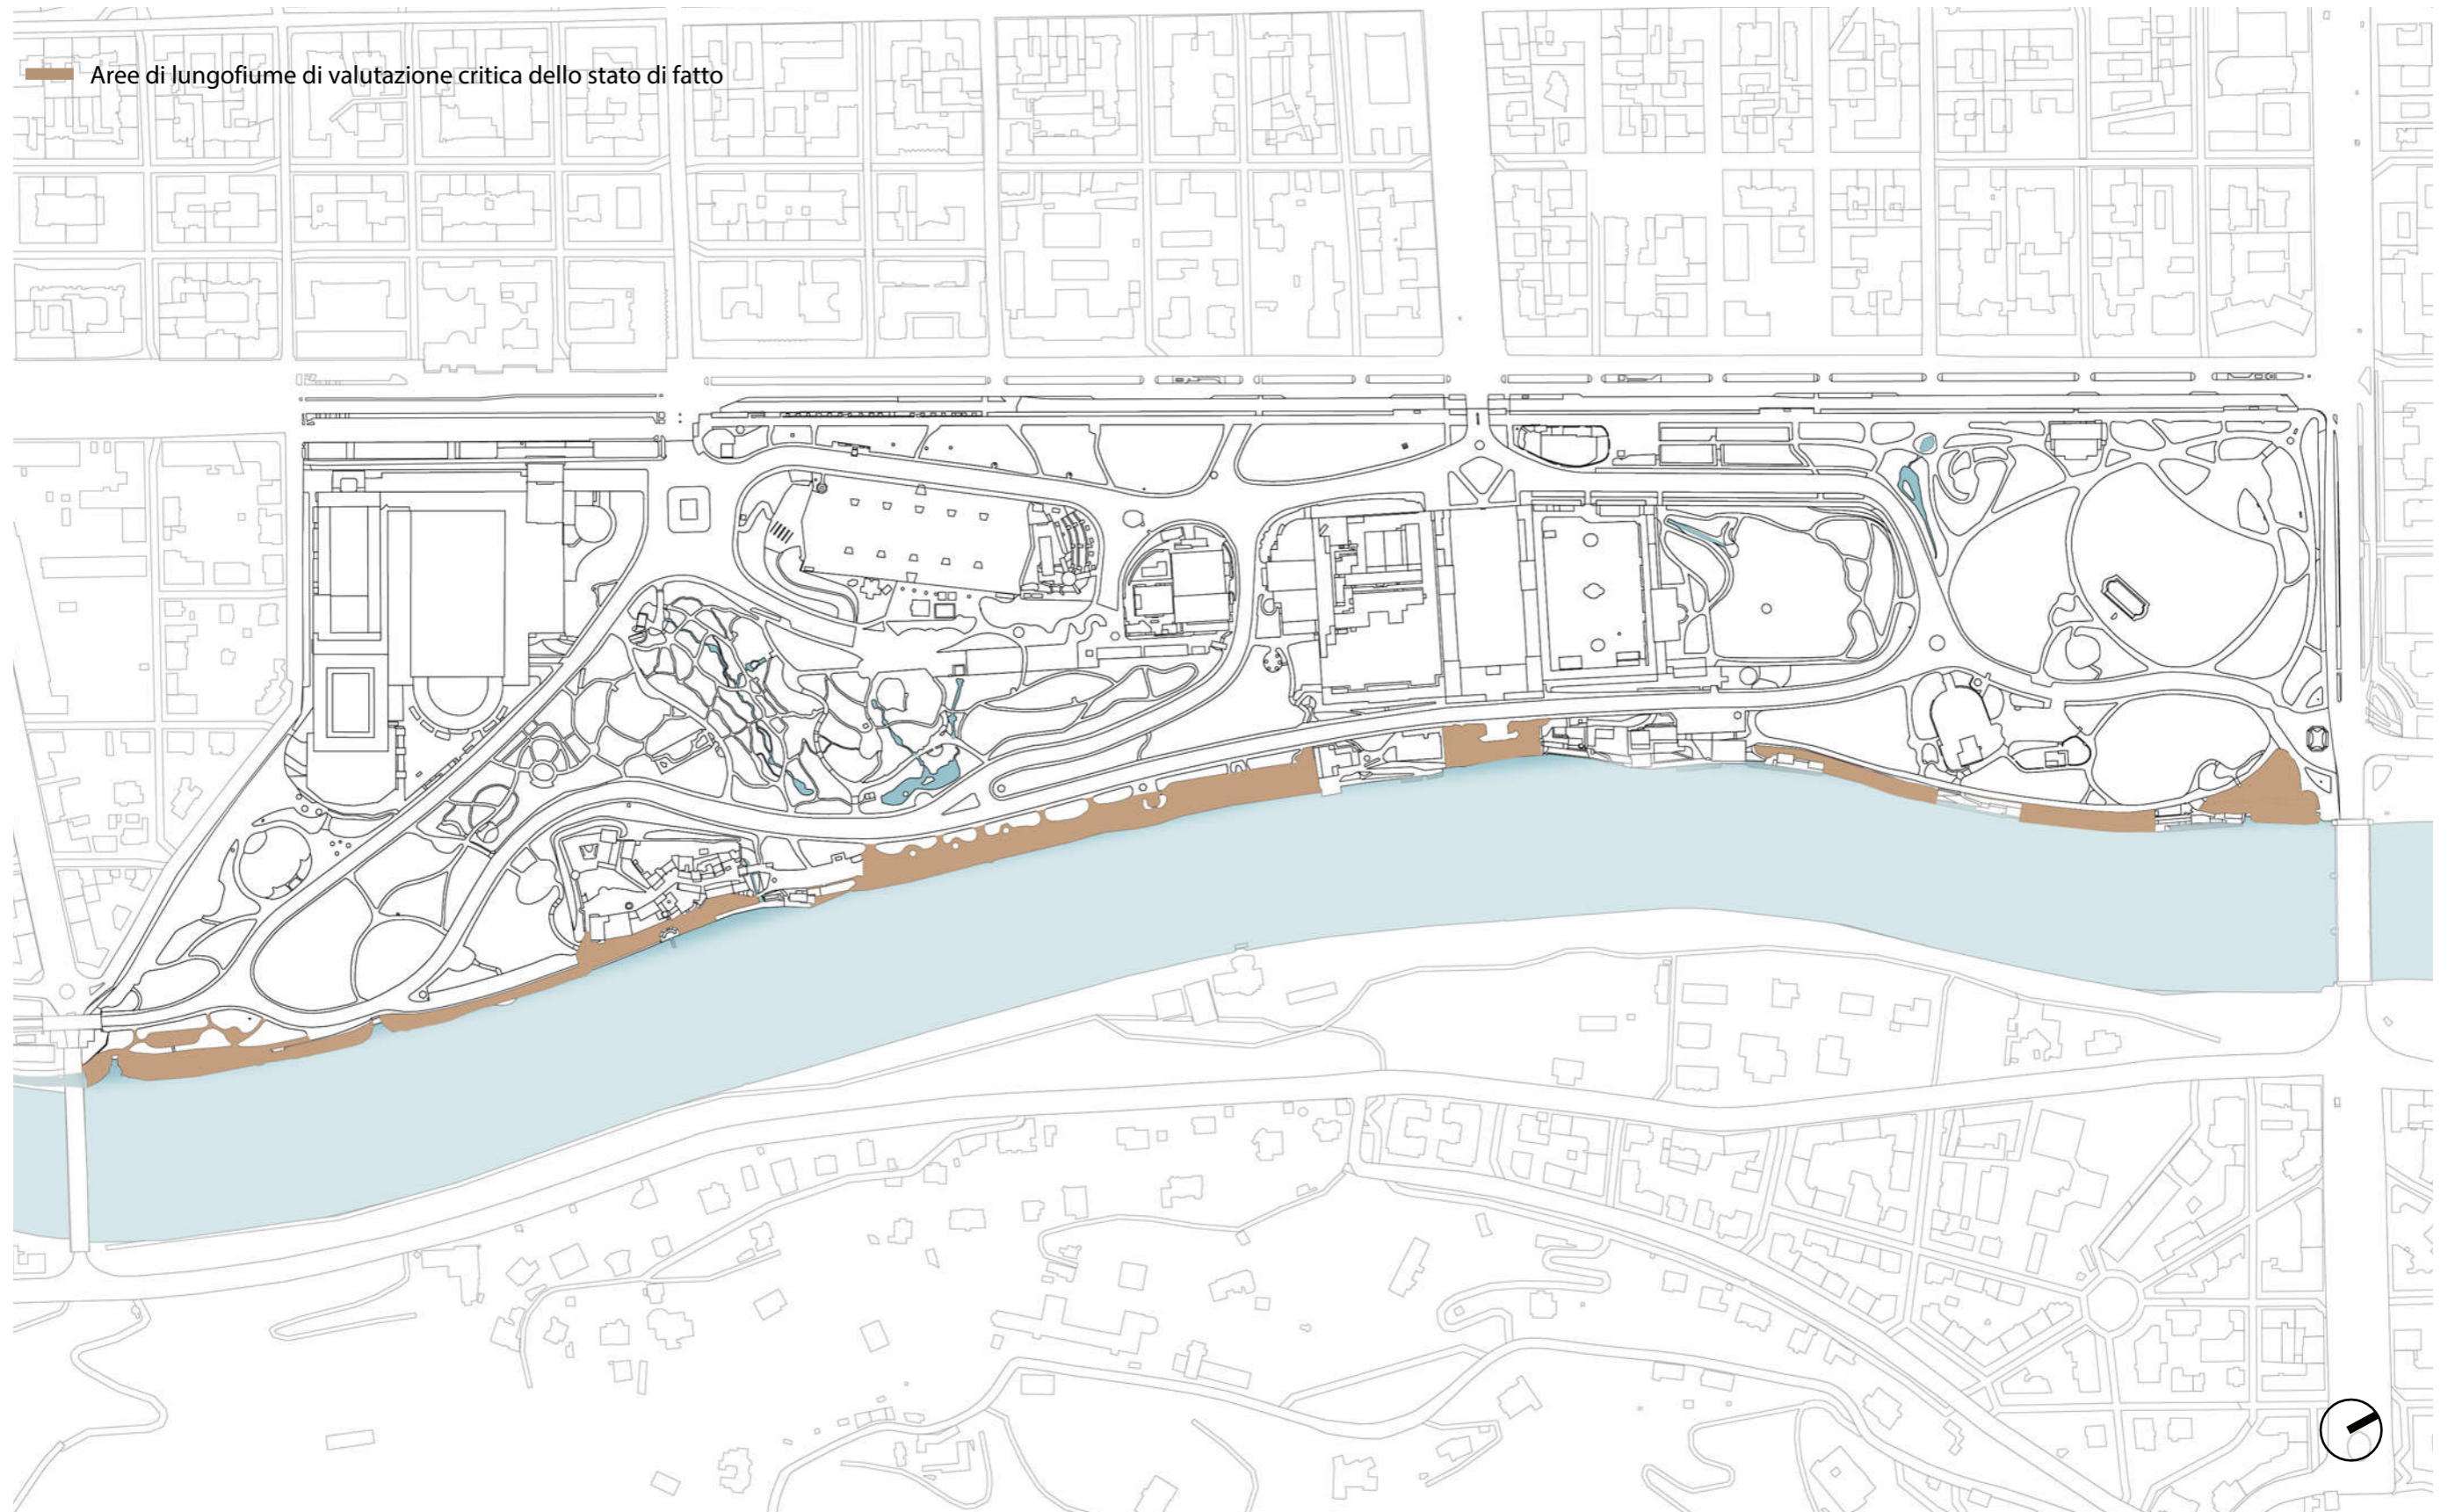 Aree di lungofiume di valutazione critica dello stato di fatto